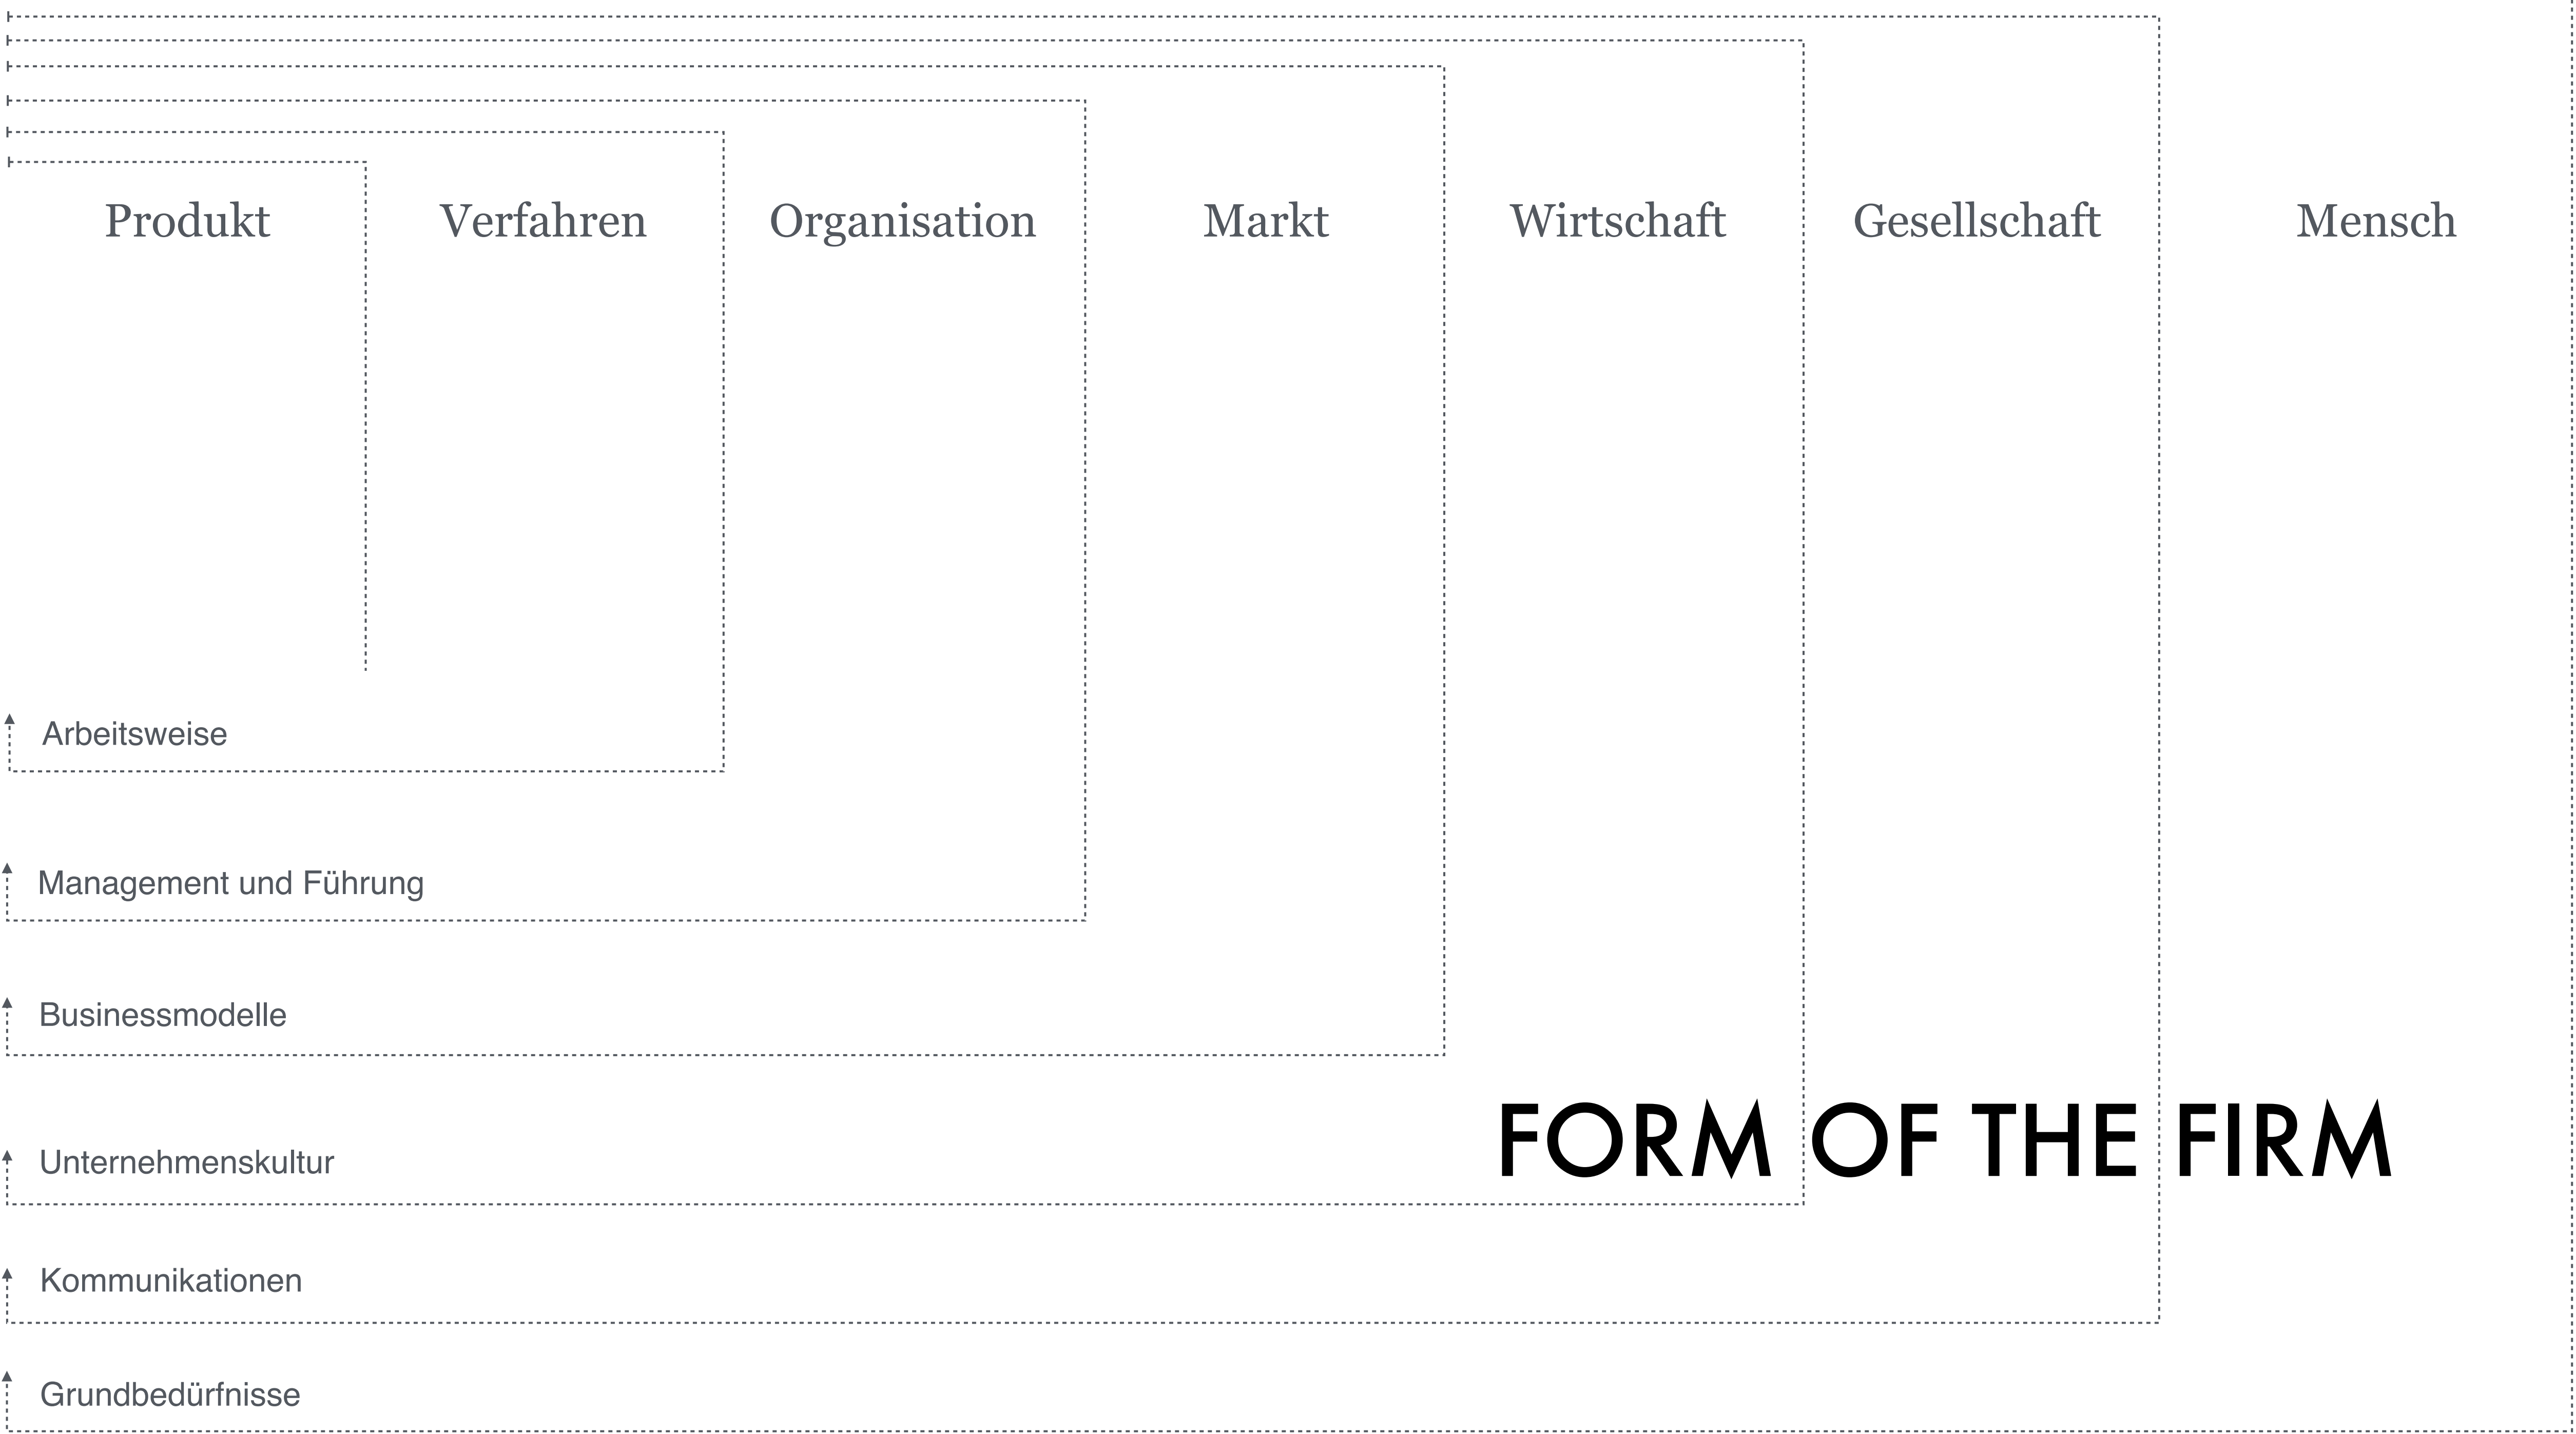 Produkt Verfahren Organisation Markt Wirtschaft Gesellschaft Mensch
Arbeitsweise
Management und Führung
Businessmodelle
FORM OF THE FIRM
Unternehmenskultur
Kommunikationen
Grundbedürfnisse